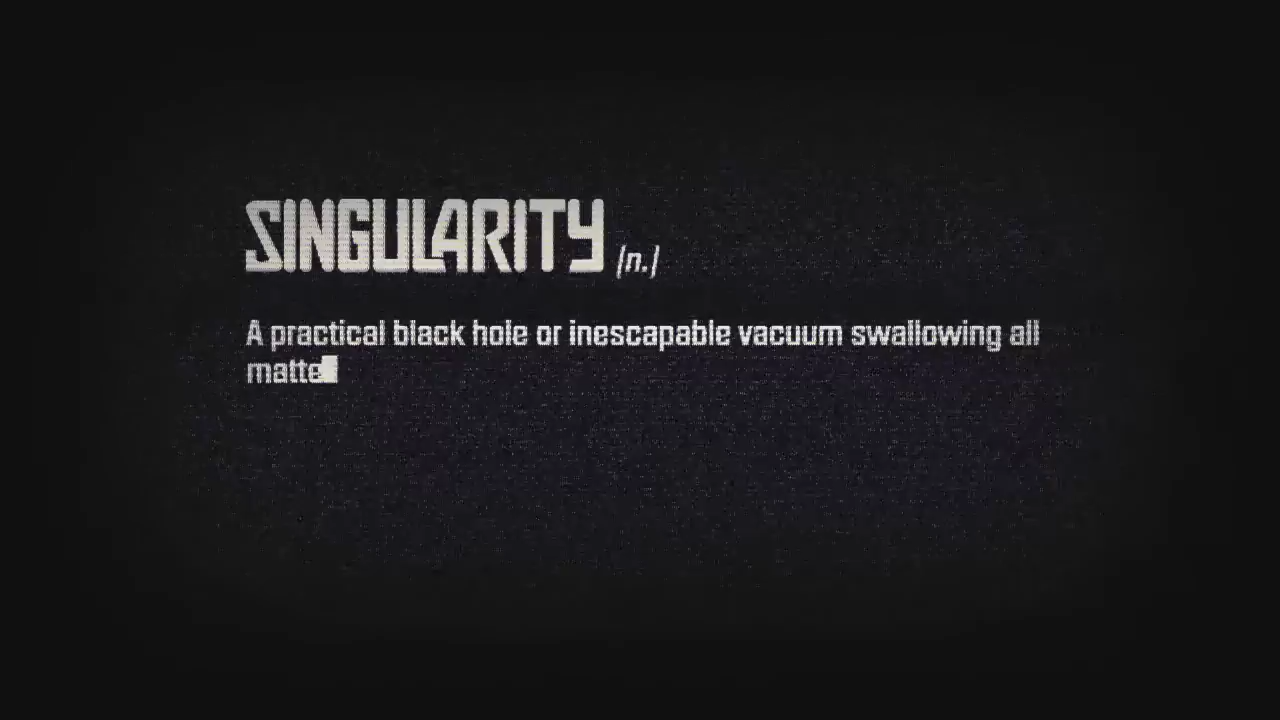 SINGULARITY (n.)
A practical black hole or inescapable vacuum swallowing all
matte